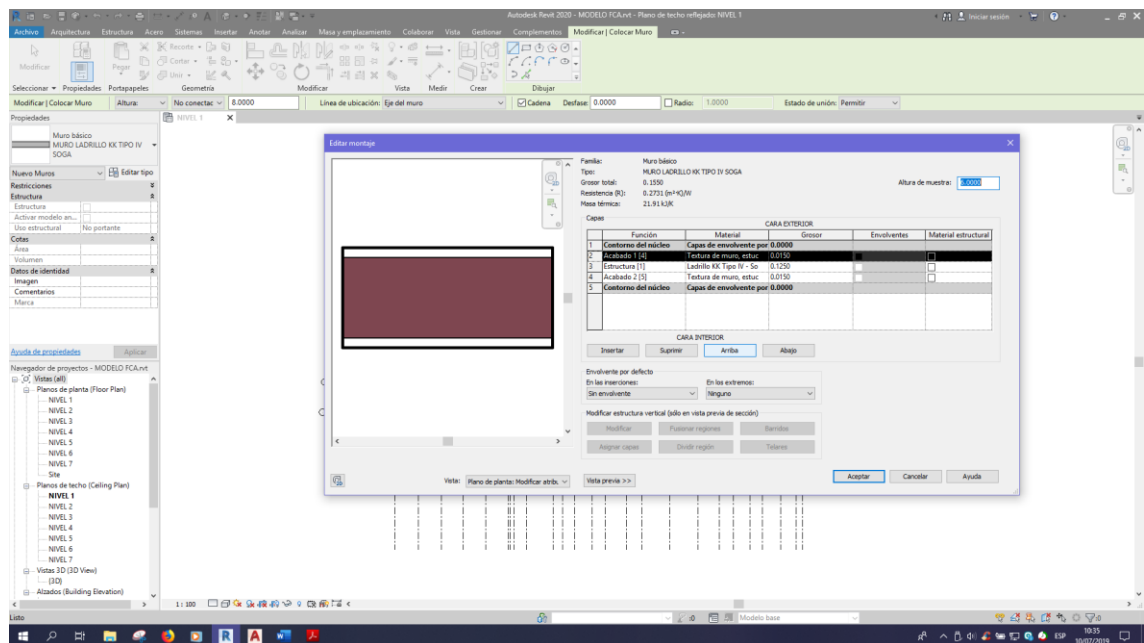 Autodesk Revit 2020 - MODELO FCA.rvt - Plano de techo reflejado: NIVEL 1
Iniciar sesión
Archivo Arquitectura Estructura Acero Sistemas Insertar Anotar Analizar Masa y emplazamiento Colaborar Vista Gestionar Complementos Modificar | Colocar Muro
Modificar
Pegar
Recorte
Cortar
Unir
Seleccionar Propiedades Portapapeles Geometría Modificar Vista Medir Crear Dibujar
Modificar | Colocar Muro Altura: No conectac 8.0000 Línea de ubicación: Eje del muro Cadena Desfase: 0.0000 Radio: 1.0000 Estado de unión: Permitir
Propiedades
NIVEL 1
Muro básico
MURO LADRILLO KK TIPO IV SOGA
Nuevo Muros Editar tipo
Restricciones
Estructura
Estructura
Activar modelo an...
Uso estructural No portante
Cotas
Área
Volumen
Datos de identidad
Imagen
Comentarios
Marca
Ayuda de propiedades Aplicar
Navegador de proyectos - MODELO FCA.rvt
Vistas (all)
Planos de planta (Floor Plan)
NIVEL 1
NIVEL 2
NIVEL 3
NIVEL 4
NIVEL 5
NIVEL 6
NIVEL 7
Site
Planos de techo (Ceiling Plan)
NIVEL 1
NIVEL 2
NIVEL 3
NIVEL 4
NIVEL 5
NIVEL 6
NIVEL 7
Vistas 3D (3D View)
{3D}
Alzados (Building Elevation)
Editar montaje
Familia: Muro básico
Tipo: MURO LADRILLO KK TIPO IV SOGA
Grosor total: 0.1550
Resistencia (R): 0.2731 (m²·K)/W
Masa térmica: 21.91 kJ/K
Altura de muestra: 6.0000
Capas
CARA EXTERIOR
Función Material Grosor Envolventes Material estructural
1 Contorno del núcleo Capas de envolvente por 0.0000
2 Acabado 1 [4] Textura de muro, estuc 0.0150
3 Estructura [1] Ladrillo KK Tipo IV - So 0.1250
4 Acabado 2 [5] Textura de muro, estuc 0.0150
5 Contorno del núcleo Capas de envolvente por 0.0000
CARA INTERIOR
Insertar Suprimir Arriba Abajo
Envolvente por defecto
En las inserciones: En los extremos:
Sin envolvente Ninguno
Modificar estructura vertical (sólo en vista previa de sección)
Modificar Fusionar regiones Barridos
Asignar capas Dividir región Telares
Vista: Plano de planta: Modificar atribu. Vista previa >> Aceptar Cancelar Ayuda
1 : 100
Listo
:0 Modelo base
:0
ESP
10:35
10/07/2019